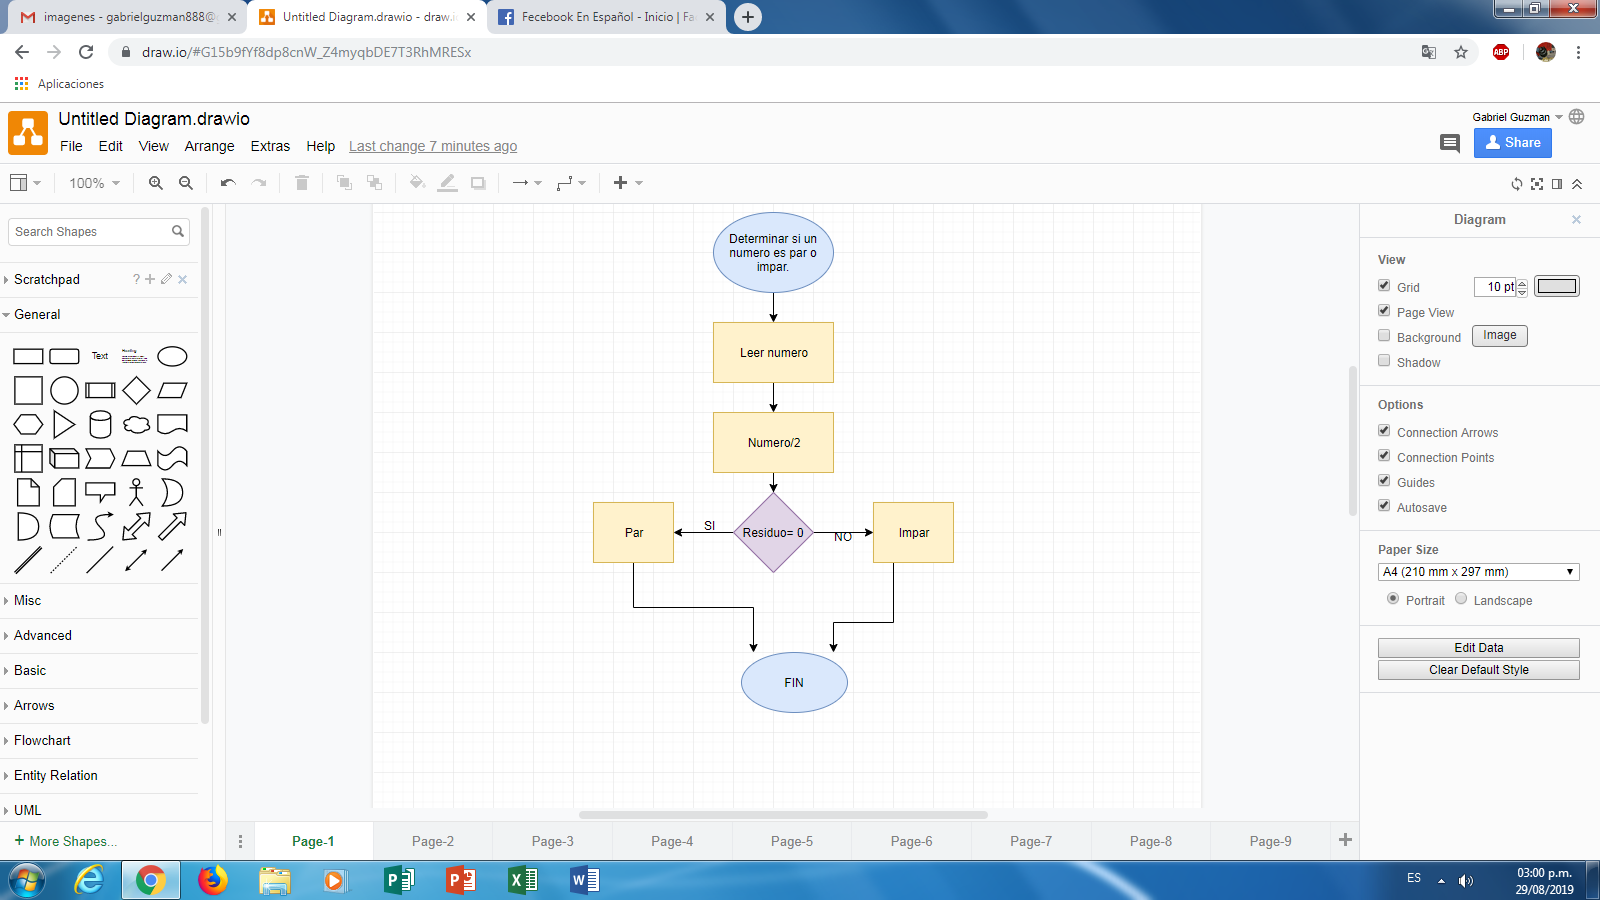 imagenes - gabrielguzman888@
Untitled Diagram.drawio - draw.i
Fecebook En Español - Inicio | Fa
draw.io/#G15b9fYf8dp8cnW_Z4myqbDE7T3RhMRESx
ABP
Aplicaciones
Untitled Diagram.drawio
File Edit View Arrange Extras Help Last change 7 minutes ago
Gabriel Guzman
Share
100%
Search Shapes
Scratchpad
?
General
Text
Heading
Misc
Advanced
Basic
Arrows
Flowchart
Entity Relation
UML
+ More Shapes...
Determinar si un
numero es par o
impar.
Leer numero
Numero/2
Par
SI
Residuo= 0
NO
Impar
FIN
Diagram
View
Grid
10 pt
Page View
Background
Image
Shadow
Options
Connection Arrows
Connection Points
Guides
Autosave
Paper Size
A4 (210 mm x 297 mm)
Portrait
Landscape
Edit Data
Clear Default Style
Page-1 Page-2 Page-3 Page-4 Page-5 Page-6 Page-7 Page-8 Page-9
ES
03:00 p.m.
29/08/2019